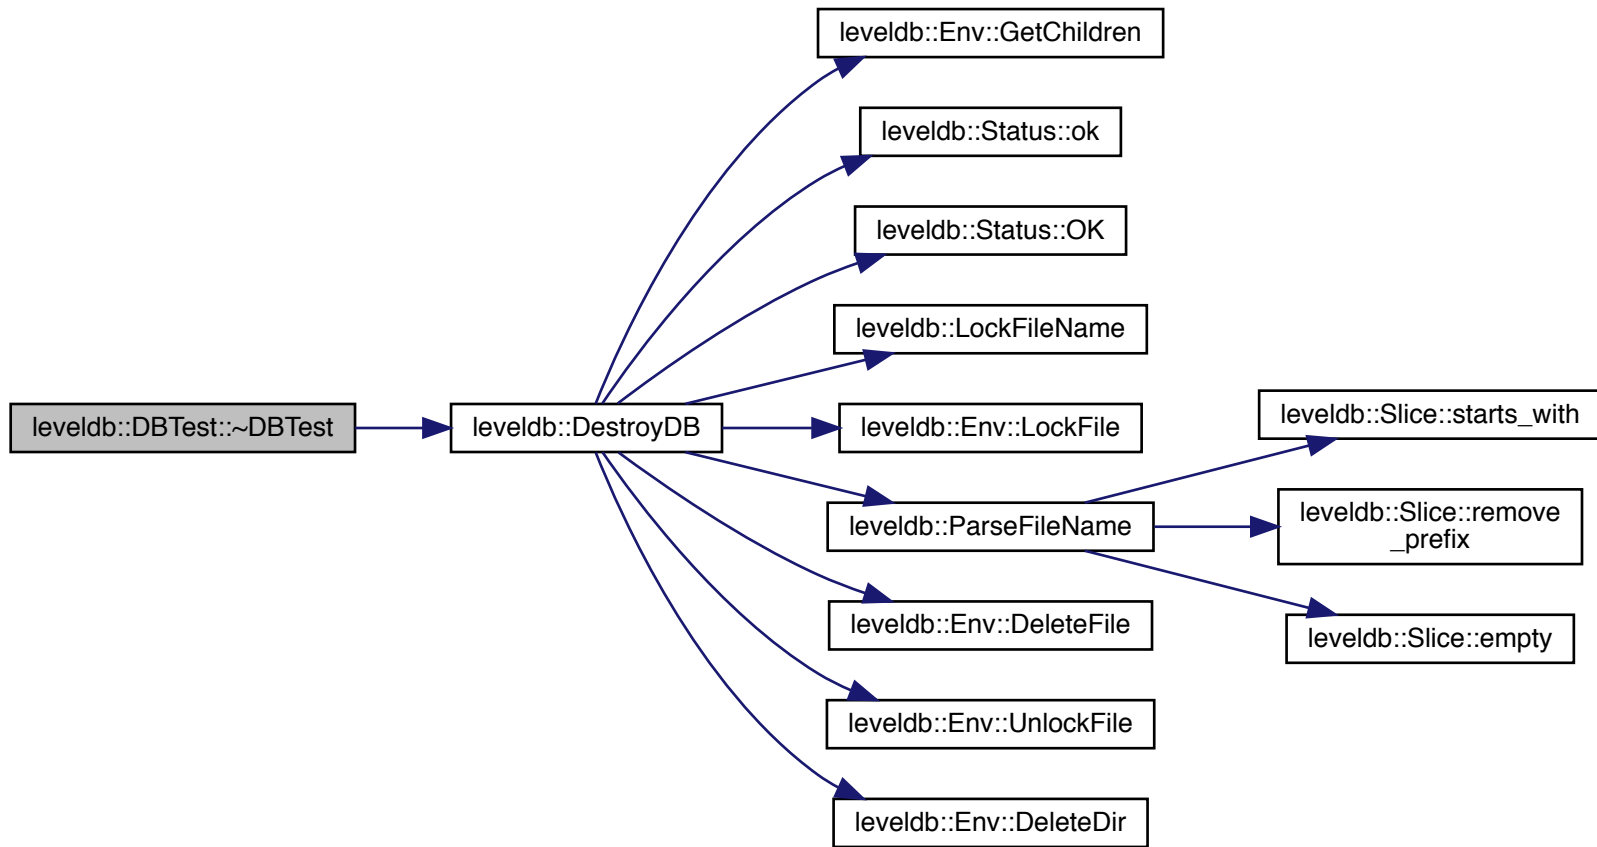 leveldb::DBTest::~DBTest
leveldb::DestroyDB
leveldb::Env::GetChildren
leveldb::Status::ok
leveldb::Status::OK
leveldb::LockFileName
leveldb::Env::LockFile
leveldb::ParseFileName
leveldb::Env::DeleteFile
leveldb::Env::UnlockFile
leveldb::Env::DeleteDir
leveldb::Slice::starts_with
leveldb::Slice::remove
_prefix
leveldb::Slice::empty